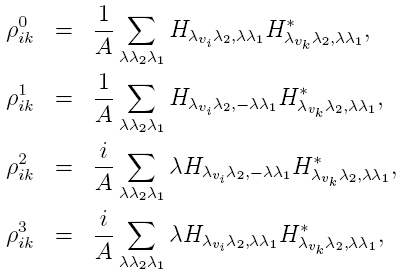 \rho^0_{ik} = \frac{1}{A} \sum_{\lambda\lambda_2\lambda_1} H_{\lambda_{v_i}\lambda_2,\lambda\lambda_1} H^*_{\lambda_{v_k}\lambda_2,\lambda\lambda_1},
\rho^1_{ik} = \frac{1}{A} \sum_{\lambda\lambda_2\lambda_1} H_{\lambda_{v_i}\lambda_2,-\lambda\lambda_1} H^*_{\lambda_{v_k}\lambda_2,\lambda\lambda_1},
\rho^2_{ik} = \frac{i}{A} \sum_{\lambda\lambda_2\lambda_1} \lambda H_{\lambda_{v_i}\lambda_2,-\lambda\lambda_1} H^*_{\lambda_{v_k}\lambda_2,\lambda\lambda_1},
\rho^3_{ik} = \frac{i}{A} \sum_{\lambda\lambda_2\lambda_1} \lambda H_{\lambda_{v_i}\lambda_2,\lambda\lambda_1} H^*_{\lambda_{v_k}\lambda_2,\lambda\lambda_1},